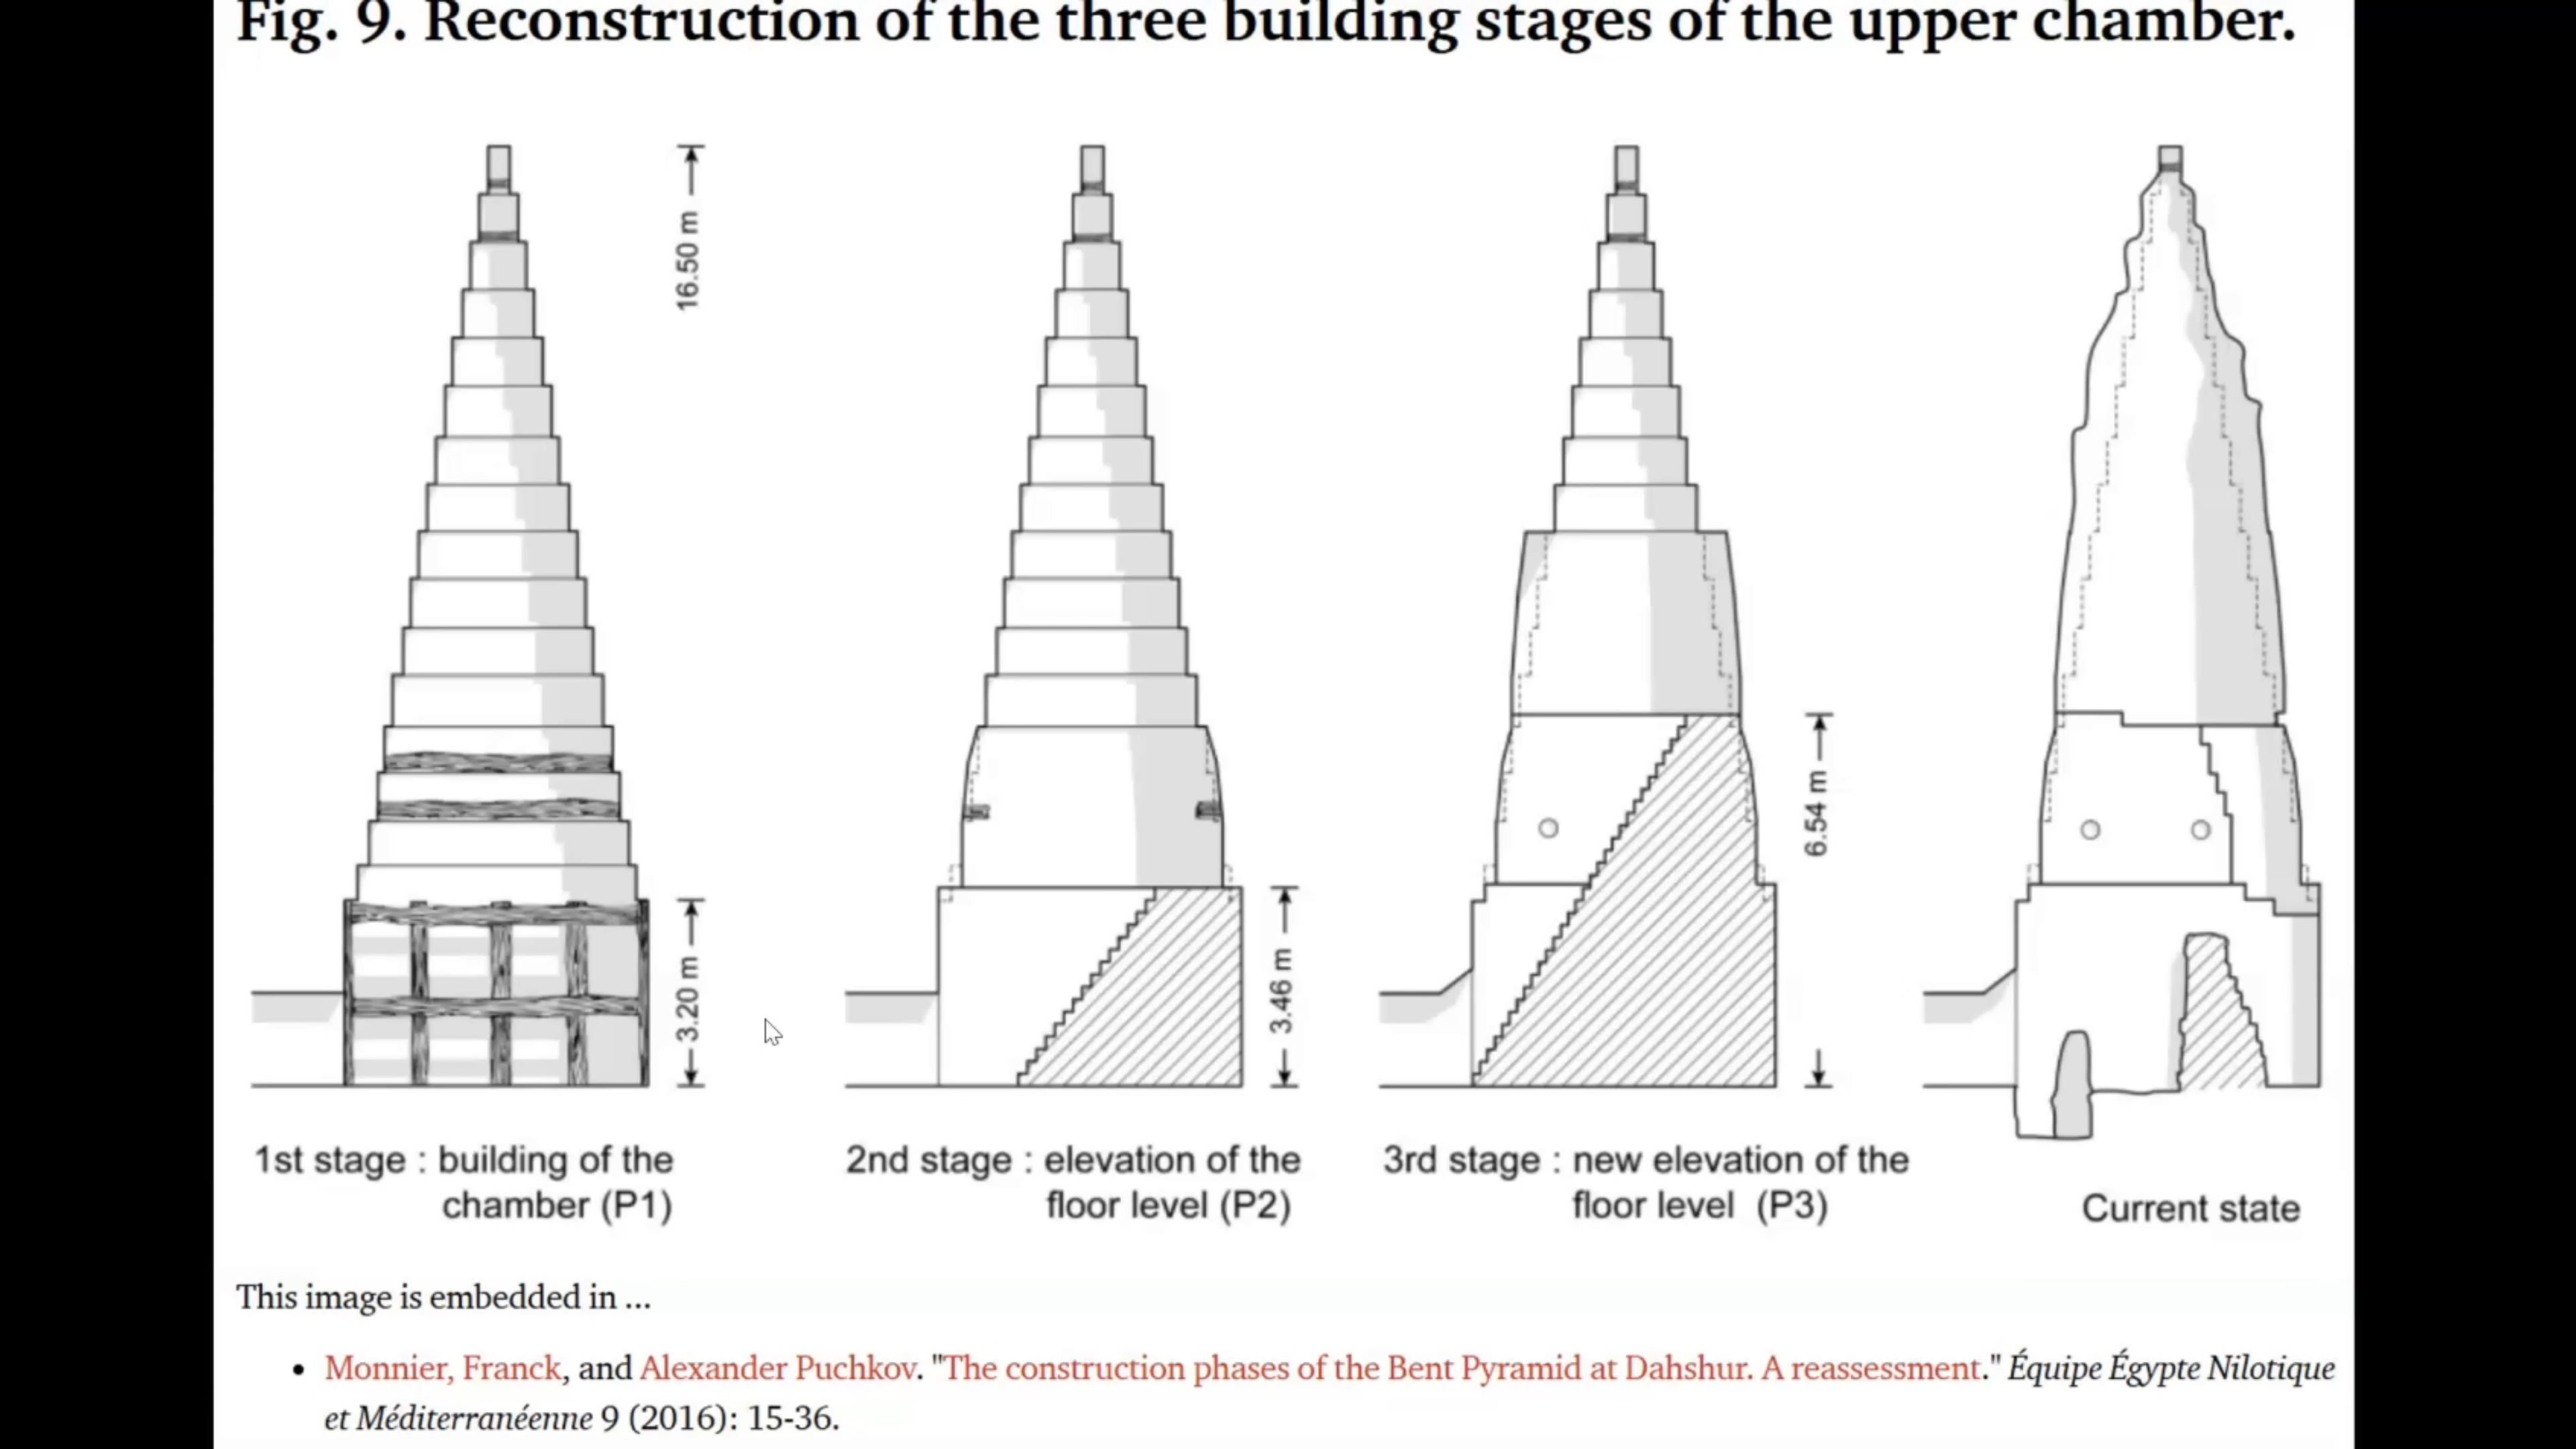 Fig. 9. Reconstruction of the three building stages of the upper chamber.
16.50 m
3.20 m
3.46 m
6.54 m
1st stage : building of the
chamber (P1)
2nd stage : elevation of the
floor level (P2)
3rd stage : new elevation of the
floor level (P3)
Current state
This image is embedded in ...
• Monnier, Franck, and Alexander Puchkov. "The construction phases of the Bent Pyramid at Dahshur. A reassessment." Équipe Égypte Nilotique
et Méditerranéenne 9 (2016): 15-36.